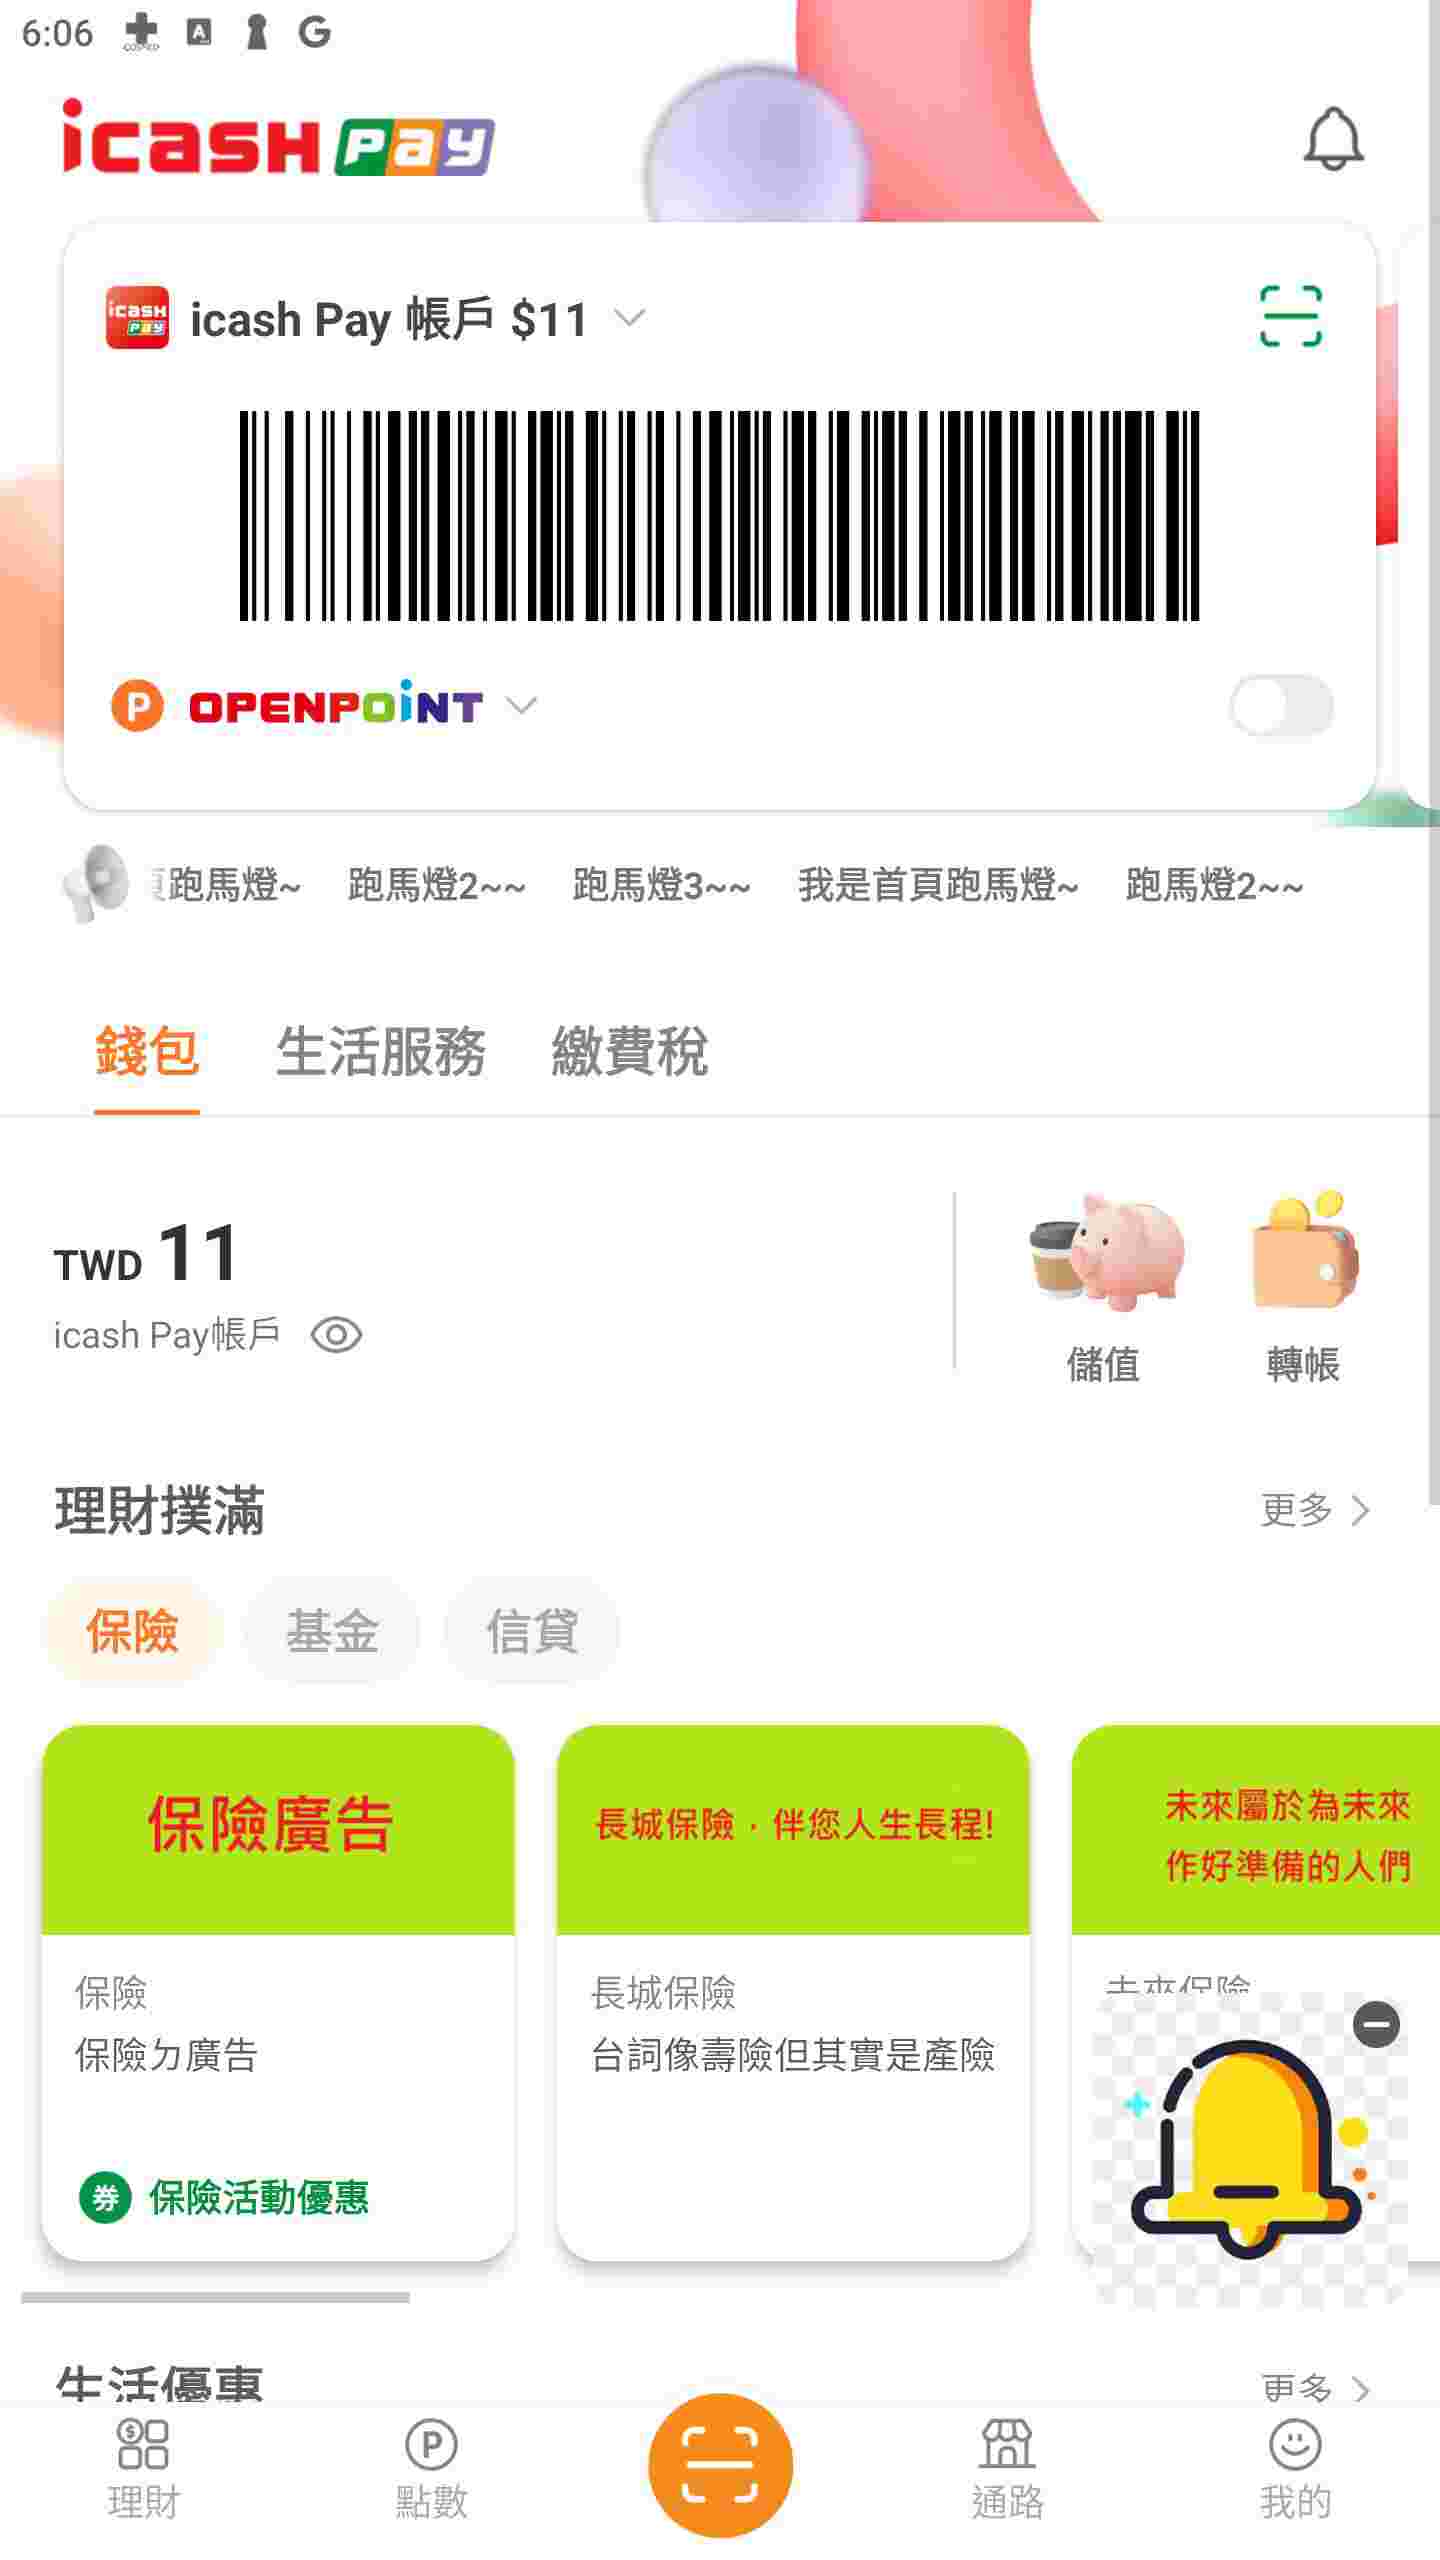 6:06
icash Pay
icash Pay 帳戶 $11
OPENPOINT
跑馬燈~ 跑馬燈2~~ 跑馬燈3~~ 我是首頁跑馬燈~ 跑馬燈2~~
錢包 生活服務 繳費稅
TWD 11
icash Pay帳戶
儲值 轉帳
理財撲滿 更多
保險 基金 信貸
保險廣告
保險
保險ㄉ廣告
券 保險活動優惠
長城保險，伴您人生長程!
長城保險
台詞像壽險但其實是產險
未來屬於為未來
作好準備的人們
未來保險
生活優惠 更多
理財 點數 通路 我的